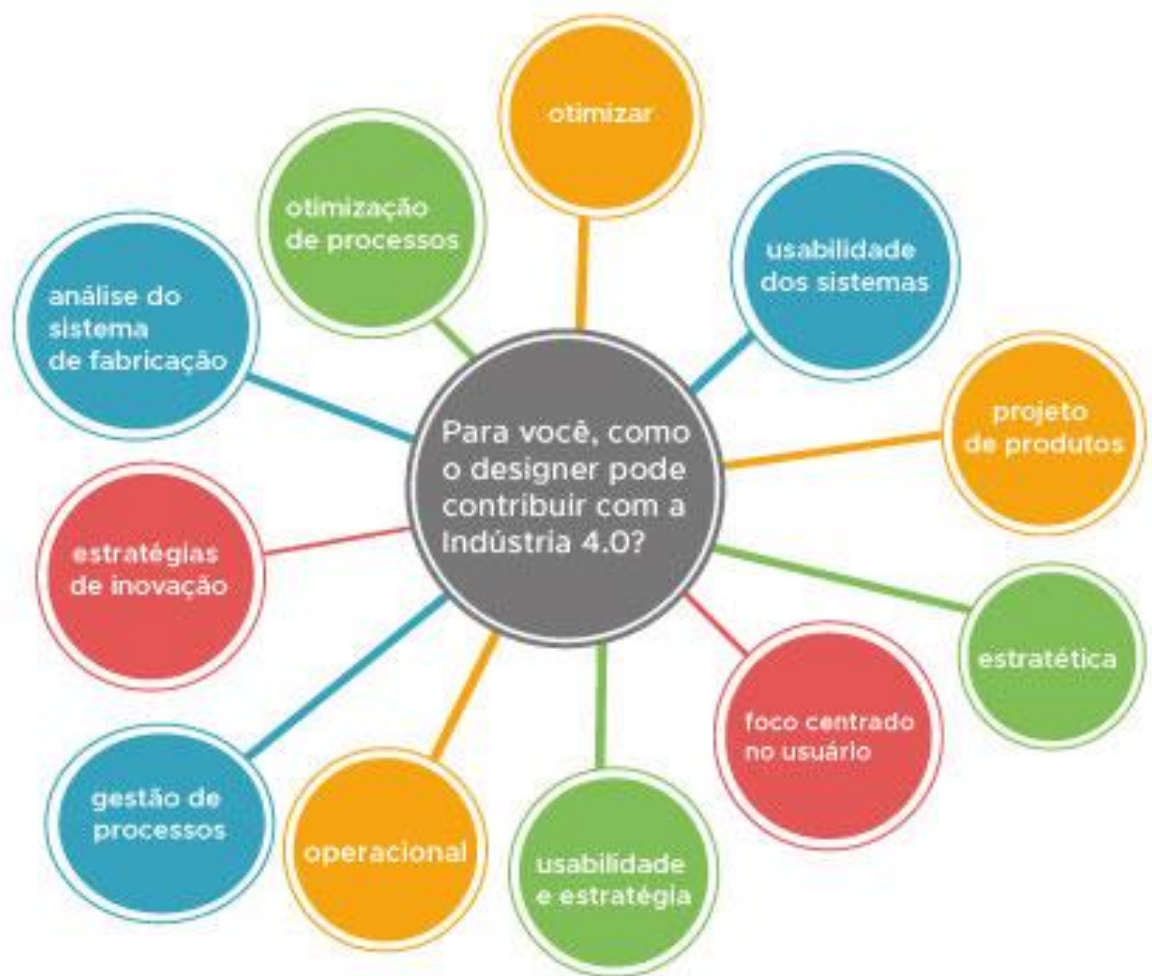 otimizar
otimização
de processos
usabilidade
dos sistemas
análise do
sistema
de fabricação
projeto
de produtos
Para você, como
o designer pode
contribuir com a
Indústria 4.0?
estratégias
de inovação
estratética
foco centrado
no usuário
gestão de
processos
operacional
usabilidade
e estratégia